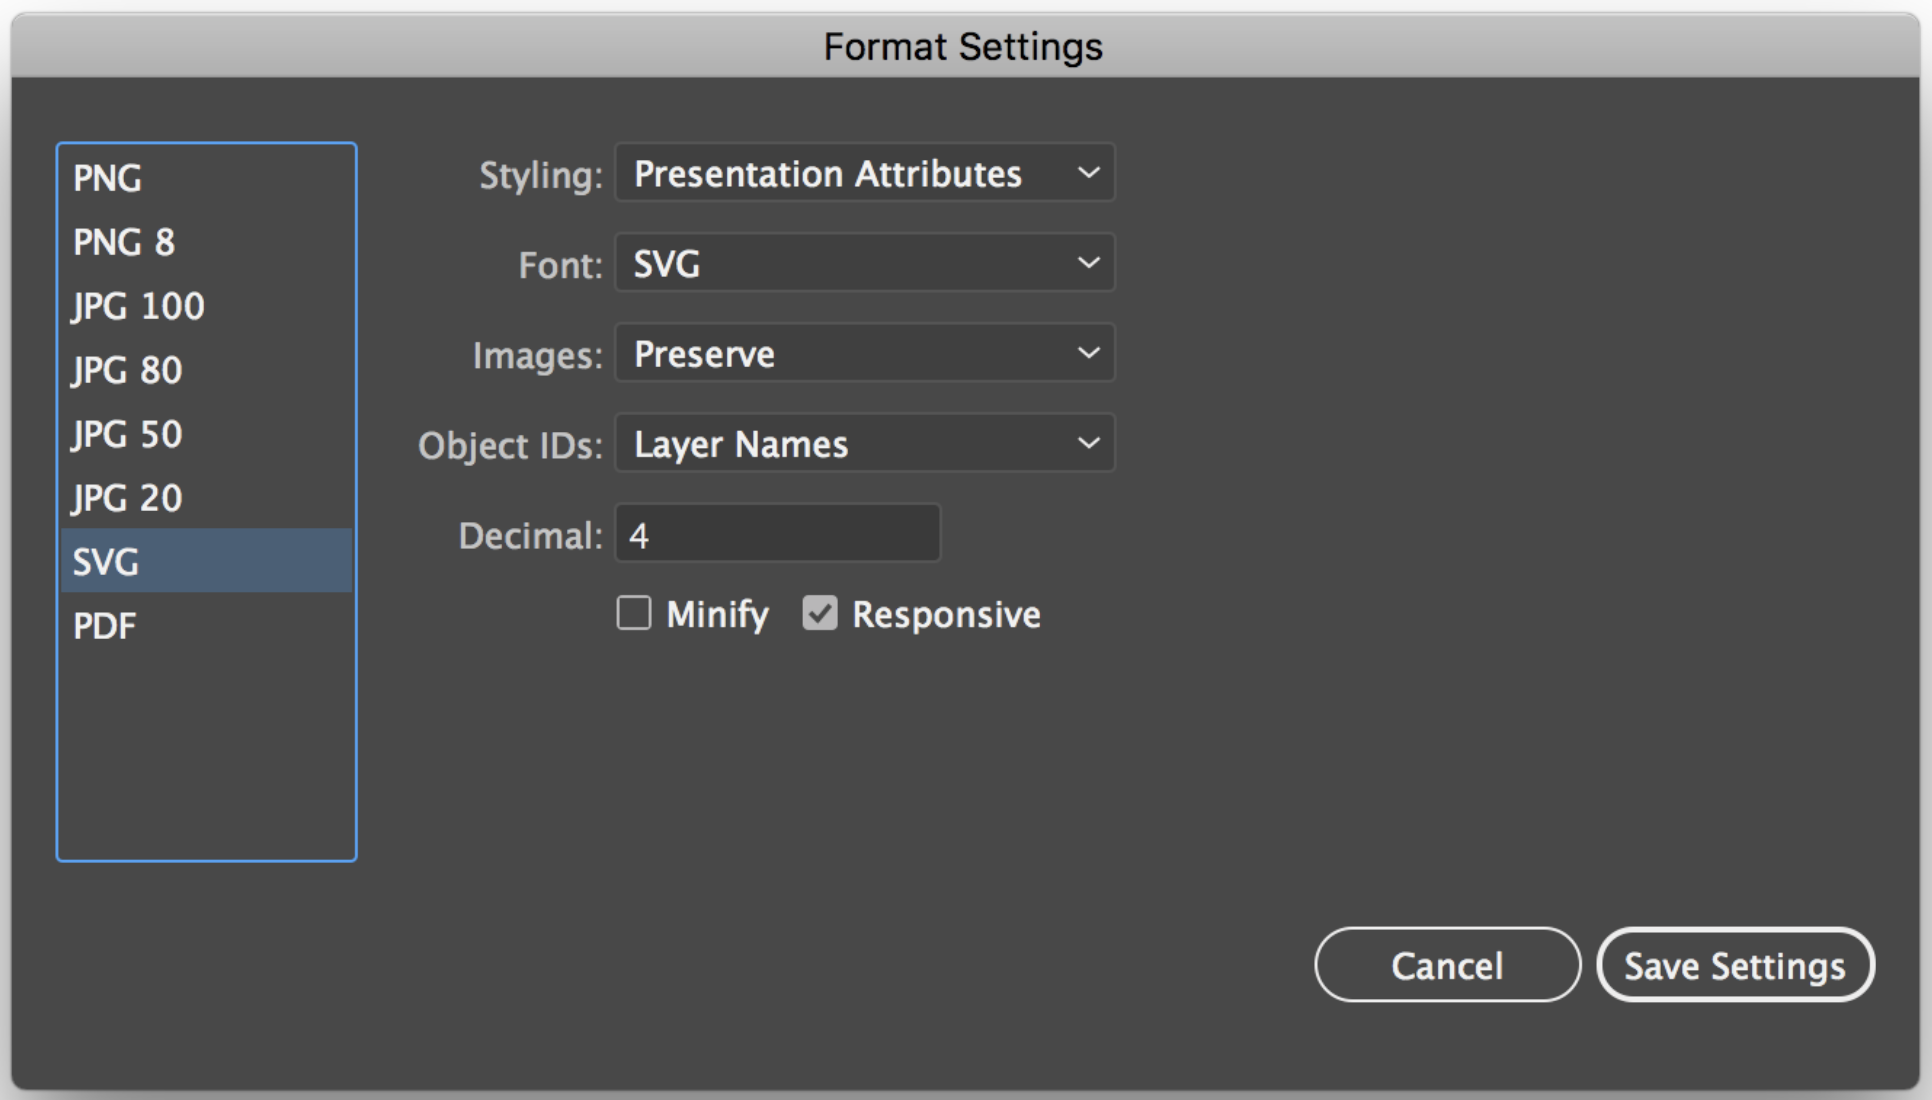 Format Settings
PNG
PNG 8
JPG 100
JPG 80
JPG 50
JPG 20
SVG
PDF
Styling: Presentation Attributes
Font: SVG
Images: Preserve
Object IDs: Layer Names
Decimal: 4
Minify Responsive
Cancel Save Settings